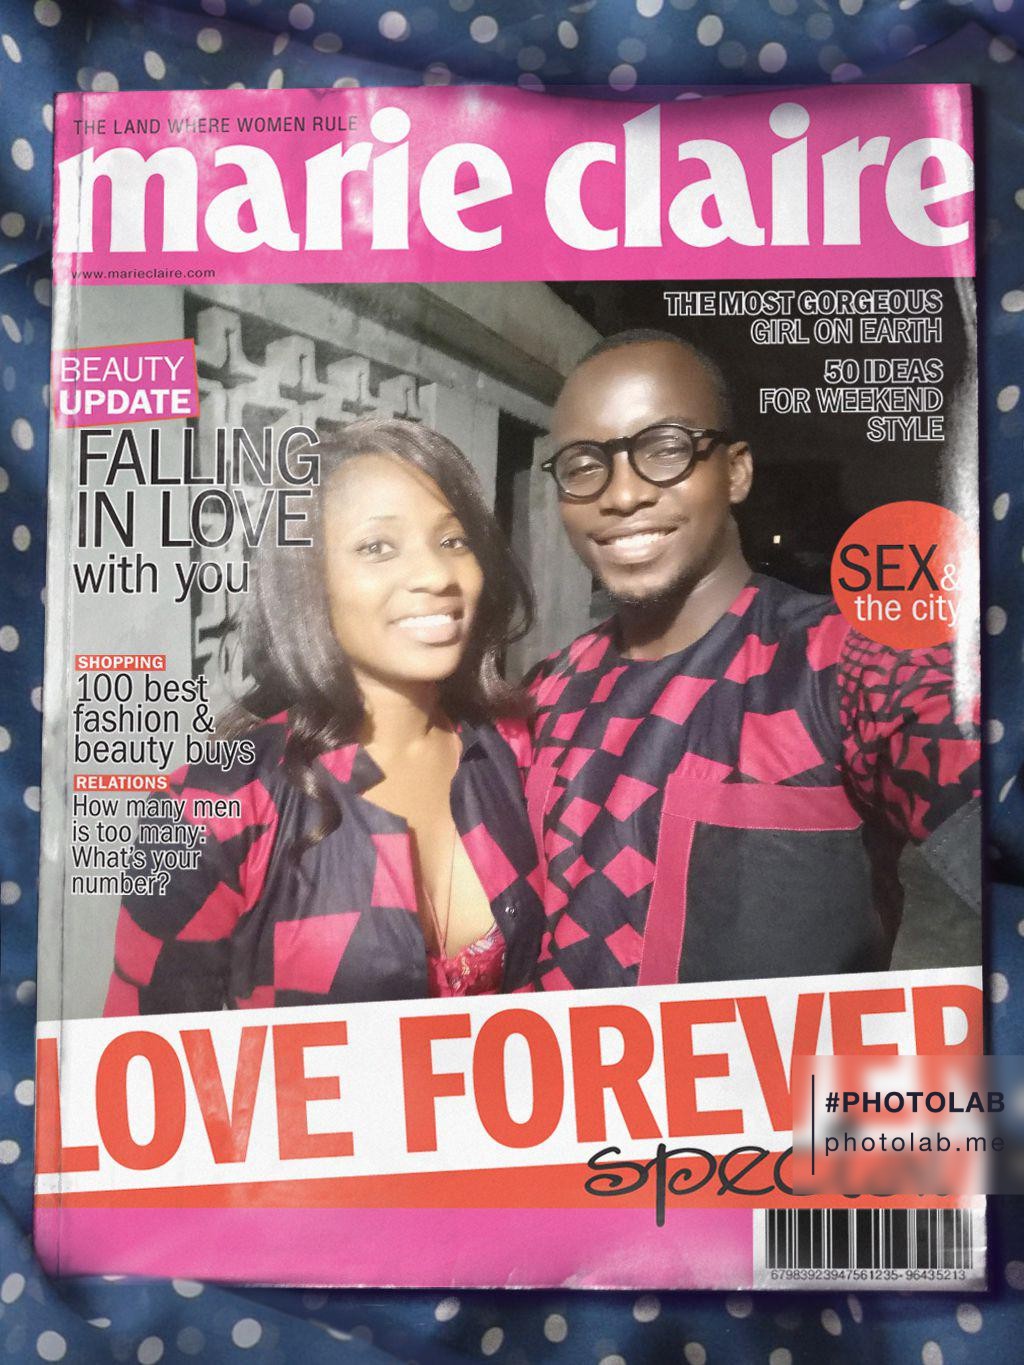 THE LAND WHERE WOMEN RULE
marie claire
www.marieclaire.com
THE MOST GORGEOUS
GIRL ON EARTH
50 IDEAS
FOR WEEKEND
STYLE
BEAUTY
UPDATE
FALLING
IN LOVE
with you
SEX&
the city
SHOPPING
100 best
fashion &
beauty buys
RELATIONS
How many men
is too many:
What's your
number?
LOVE FOREVER
#PHOTOLAB
photolab.me
67983923947561235-96435213